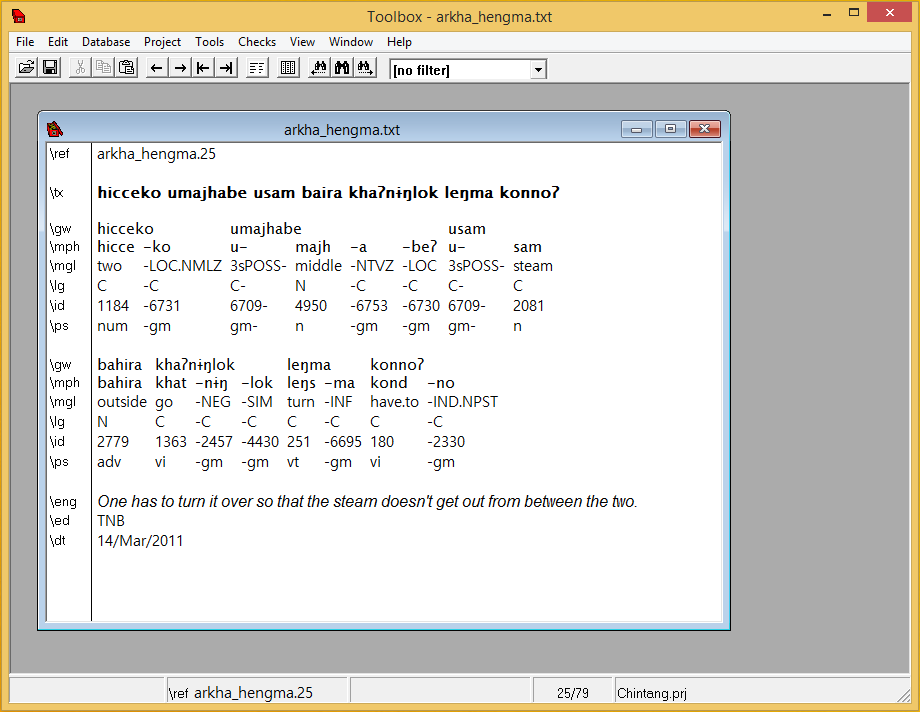 Toolbox - arkha_hengma.txt
File Edit Database Project Tools Checks View Window Help
[no filter]
arkha_hengma.txt
\ref arkha_hengma.25
\tx hicceko umajhabe usam baira khaʔnɨŋlok leŋma konnoʔ
\gw hicceko umajhabe usam
\mph hicce -ko u- majh -a -beʔ u- sam
\mgl two -LOC.NMLZ 3sPOSS- middle -NTVZ -LOC 3sPOSS- steam
\lg C -C C- N -C -C C- C
\id 1184 -6731 6709- 4950 -6753 -6730 6709- 2081
\ps num -gm gm- n -gm -gm gm- n
\gw bahira khaʔnɨŋlok leŋma konnoʔ
\mph bahira khat -nɨŋ -lok leŋs -ma kond -no
\mgl outside go -NEG -SIM turn -INF have.to -IND.NPST
\lg N C -C -C C -C C -C
\id 2779 1363 -2457 -4430 251 -6695 180 -2330
\ps adv vi -gm -gm vt -gm vi -gm
\eng One has to turn it over so that the steam doesn't get out from between the two.
\ed TNB
\dt 14/Mar/2011
\ref arkha_hengma.25 25/79 Chintang.prj